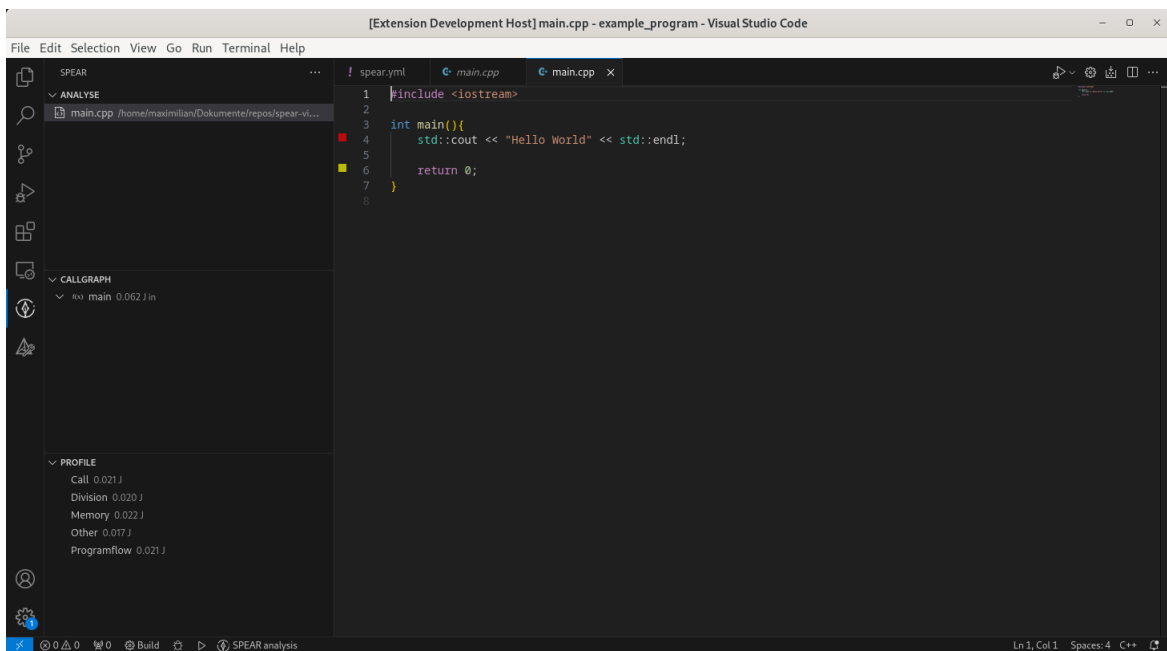 [Extension Development Host] main.cpp - example_program - Visual Studio Code
File Edit Selection View Go Run Terminal Help
SPEAR
ANALYSE
main.cpp /home/maximilian/Dokumente/repos/spear-vi...
CALLGRAPH
f(x) main 0.062 J in
PROFILE
Call 0.021 J
Division 0.020 J
Memory 0.022 J
Other 0.017 J
Programflow 0.021 J
! spear.yml main.cpp main.cpp
1 #include <iostream>
2
3 int main(){
4 std::cout << "Hello World" << std::endl;
5
6 return 0;
7 }
8
1
0 0 0 Build SPEAR analysis
Ln 1, Col 1 Spaces: 4 C++